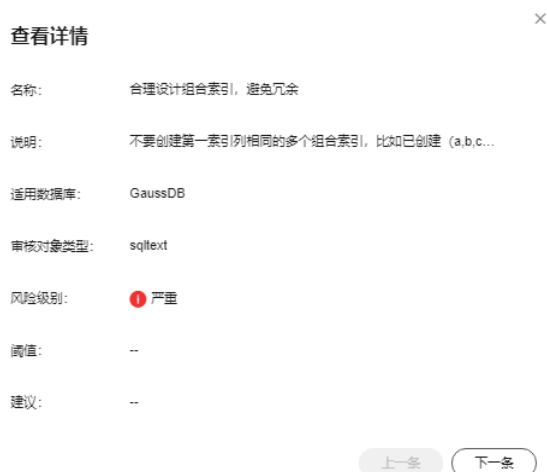 查看详情
名称： 合理设计组合索引，避免冗余
说明： 不要创建第一索引列相同的多个组合索引，比如已创建（a,b,c...
适用数据库： GaussDB
审核对象类型： sqltext
风险级别： 严重
阈值： --
建议： --
上一条 下一条